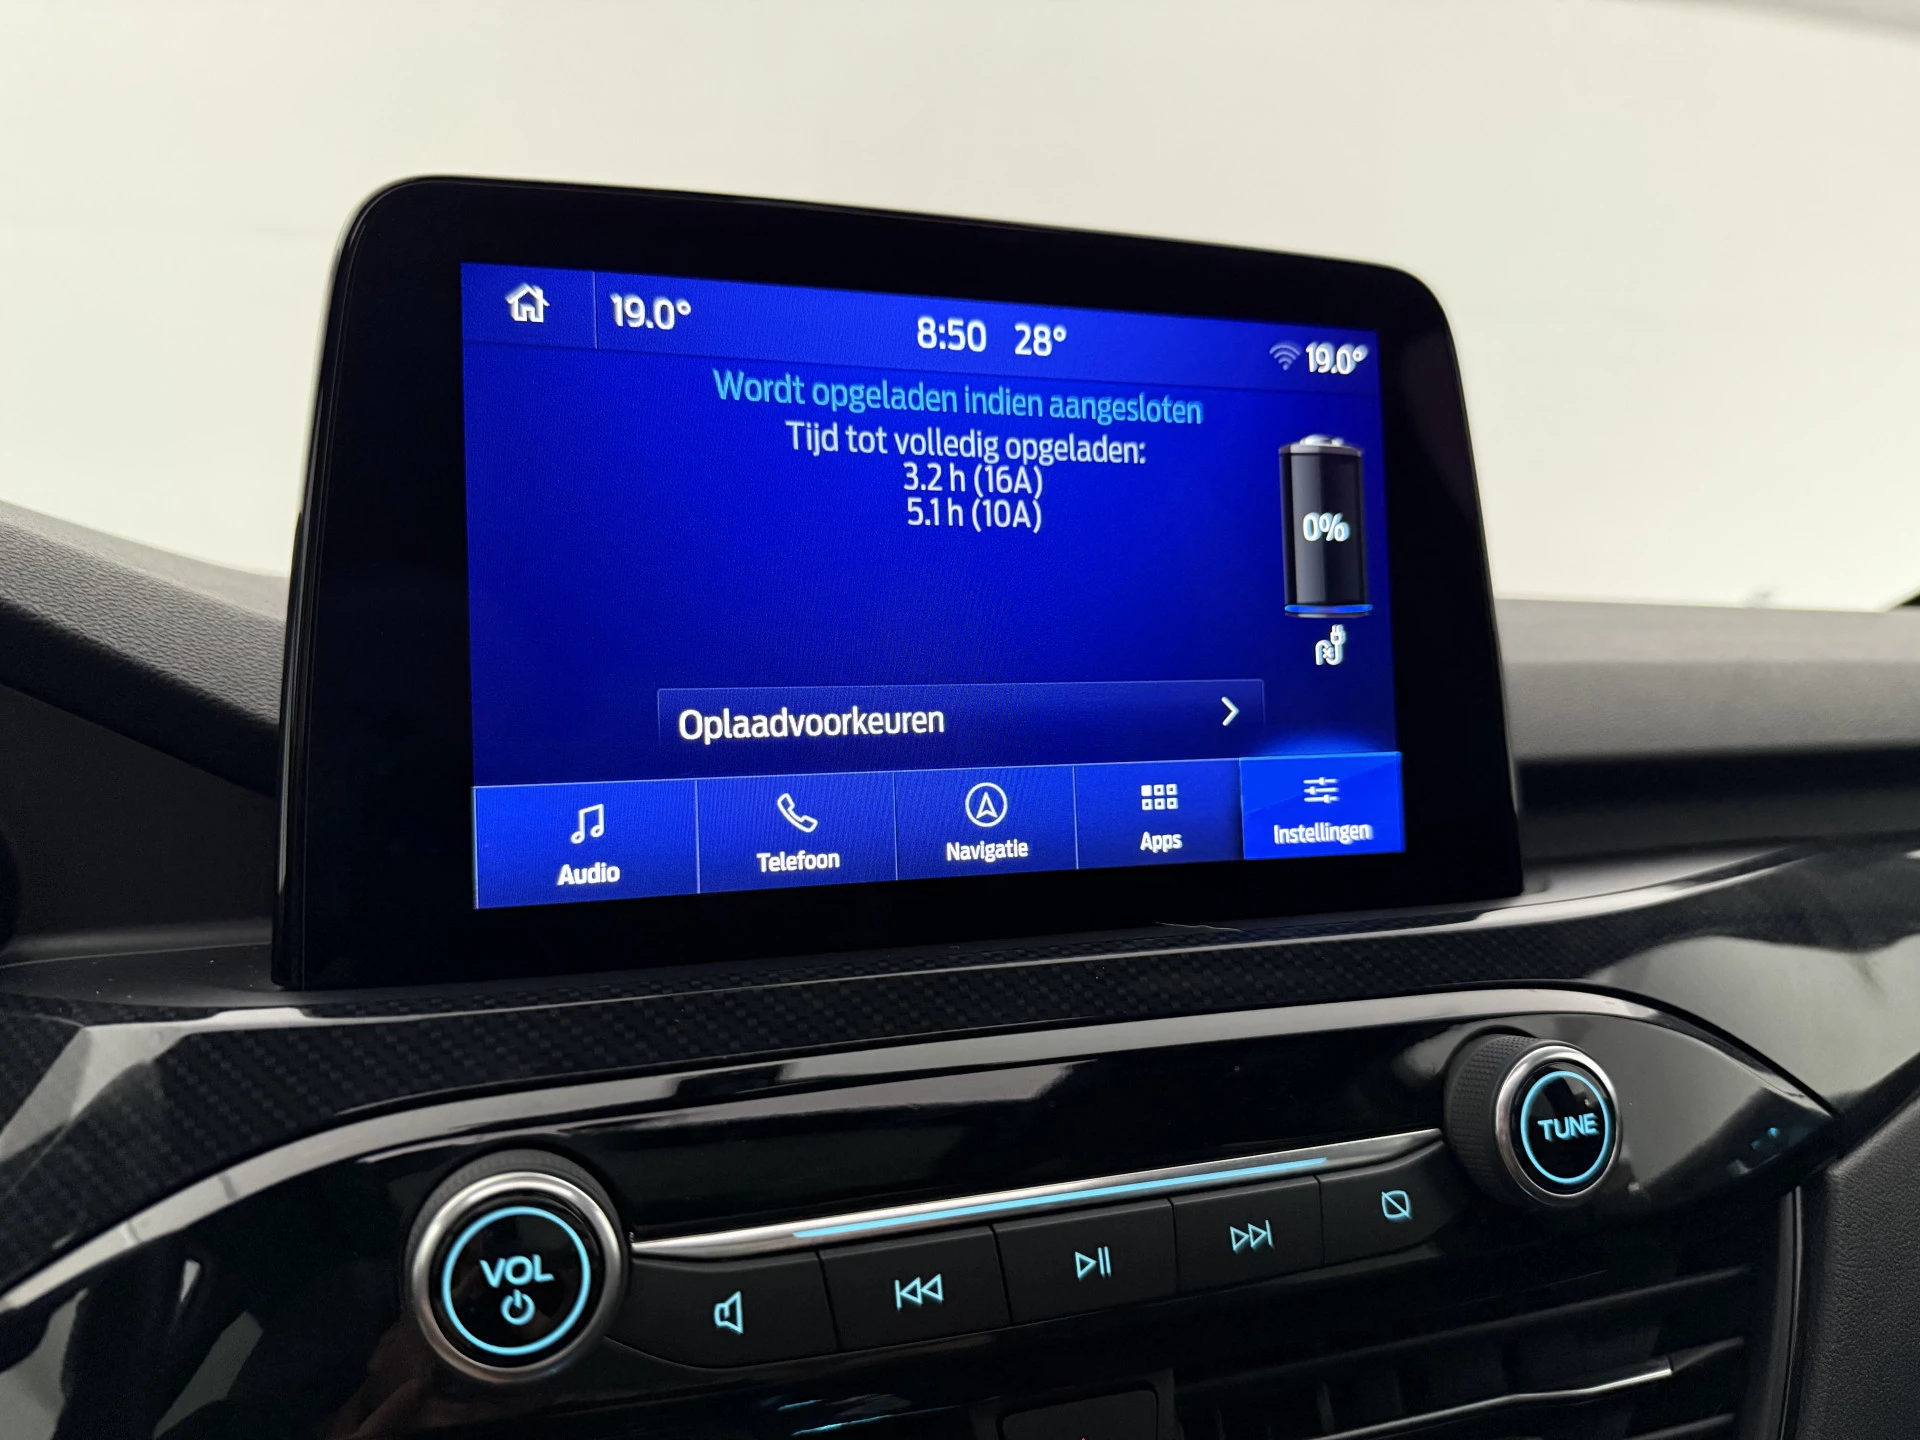 19.0°
8:50 28°
19.0°
Wordt opgeladen indien aangesloten
Tijd tot volledig opgeladen:
3.2 h (16A)
5.1 h (10A)
0%
Oplaadvoorkeuren
Audio
Telefoon
Navigatie
Apps
Instellingen
TUNE
VOL